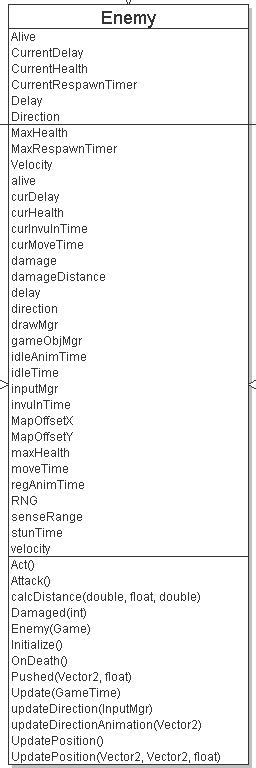 Enemy
Alive
CurrentDelay
CurrentHealth
CurrentRespawnTimer
Delay
Direction
MaxHealth
MaxRespawnTimer
Velocity
alive
curDelay
curHealth
curInvulnTime
curMoveTime
damage
damageDistance
delay
direction
drawMgr
gameObjMgr
idleAnimTime
idleTime
inputMgr
invulnTime
MapOffsetX
MapOffsetY
maxHealth
moveTime
regAnimTime
RNG
senseRange
stunTime
velocity
Act()
Attack()
calcDistance(double, float, double)
Damaged(int)
Enemy(Game)
Initialize()
OnDeath()
Pushed(Vector2, float)
Update(GameTime)
updateDirection(InputMgr)
updateDirectionAnimation(Vector2)
UpdatePosition()
UpdatePosition(Vector2, Vector2, float)